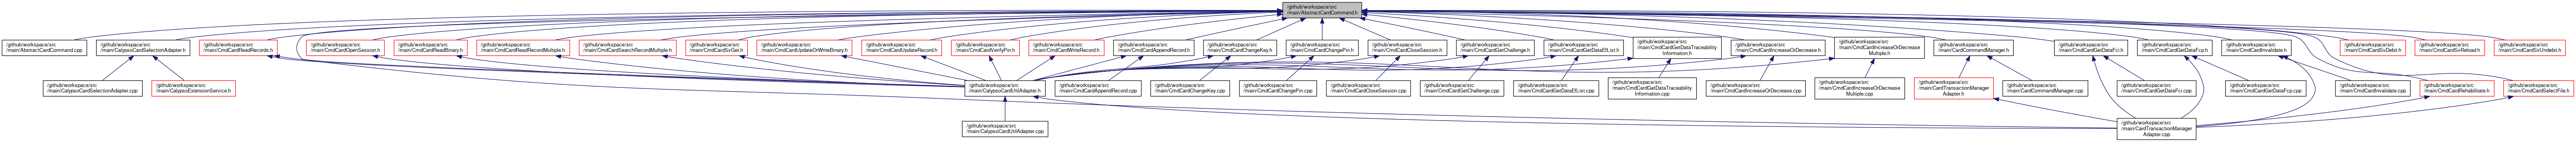 /github/workspace/src
/main/AbstractCardCommand.h
/github/workspace/src
/main/AbstractCardCommand.cpp
/github/workspace/src
/main/CalypsoCardSelectionAdapter.h
/github/workspace/src
/main/CmdCardReadRecords.h
/github/workspace/src
/main/CmdCardOpenSession.h
/github/workspace/src
/main/CmdCardReadBinary.h
/github/workspace/src
/main/CmdCardReadRecordMultiple.h
/github/workspace/src
/main/CmdCardSearchRecordMultiple.h
/github/workspace/src
/main/CmdCardSvGet.h
/github/workspace/src
/main/CmdCardUpdateOrWriteBinary.h
/github/workspace/src
/main/CmdCardUpdateRecord.h
/github/workspace/src
/main/CmdCardVerifyPin.h
/github/workspace/src
/main/CmdCardWriteRecord.h
/github/workspace/src
/main/CmdCardAppendRecord.h
/github/workspace/src
/main/CmdCardChangeKey.h
/github/workspace/src
/main/CmdCardChangePin.h
/github/workspace/src
/main/CmdCardCloseSession.h
/github/workspace/src
/main/CmdCardGetChallenge.h
/github/workspace/src
/main/CmdCardGetDataEfList.h
/github/workspace/src
/main/CmdCardGetDataTraceability
Information.h
/github/workspace/src
/main/CmdCardIncreaseOrDecrease.h
/github/workspace/src
/main/CmdCardIncreaseOrDecrease
Multiple.h
/github/workspace/src
/main/CardCommandManager.h
/github/workspace/src
/main/CmdCardGetDataFci.h
/github/workspace/src
/main/CmdCardGetDataFcp.h
/github/workspace/src
/main/CmdCardInvalidate.h
/github/workspace/src
/main/CmdCardSvDebit.h
/github/workspace/src
/main/CmdCardSvReload.h
/github/workspace/src
/main/CmdCardSvUndebit.h
/github/workspace/src
/main/CalypsoCardSelectionAdapter.cpp
/github/workspace/src
/main/CalypsoExtensionService.h
/github/workspace/src
/main/CalypsoCardUtilAdapter.h
/github/workspace/src
/main/CmdCardAppendRecord.cpp
/github/workspace/src
/main/CmdCardChangeKey.cpp
/github/workspace/src
/main/CmdCardChangePin.cpp
/github/workspace/src
/main/CmdCardCloseSession.cpp
/github/workspace/src
/main/CmdCardGetChallenge.cpp
/github/workspace/src
/main/CmdCardGetDataEfList.cpp
/github/workspace/src
/main/CmdCardGetDataTraceability
Information.cpp
/github/workspace/src
/main/CmdCardIncreaseOrDecrease.cpp
/github/workspace/src
/main/CmdCardIncreaseOrDecrease
Multiple.cpp
/github/workspace/src
/main/CardTransactionManager
Adapter.h
/github/workspace/src
/main/CardCommandManager.cpp
/github/workspace/src
/main/CmdCardGetDataFci.cpp
/github/workspace/src
/main/CmdCardGetDataFcp.cpp
/github/workspace/src
/main/CmdCardInvalidate.cpp
/github/workspace/src
/main/CmdCardRehabilitate.h
/github/workspace/src
/main/CmdCardSelectFile.h
/github/workspace/src
/main/CalypsoCardUtilAdapter.cpp
/github/workspace/src
/main/CardTransactionManager
Adapter.cpp